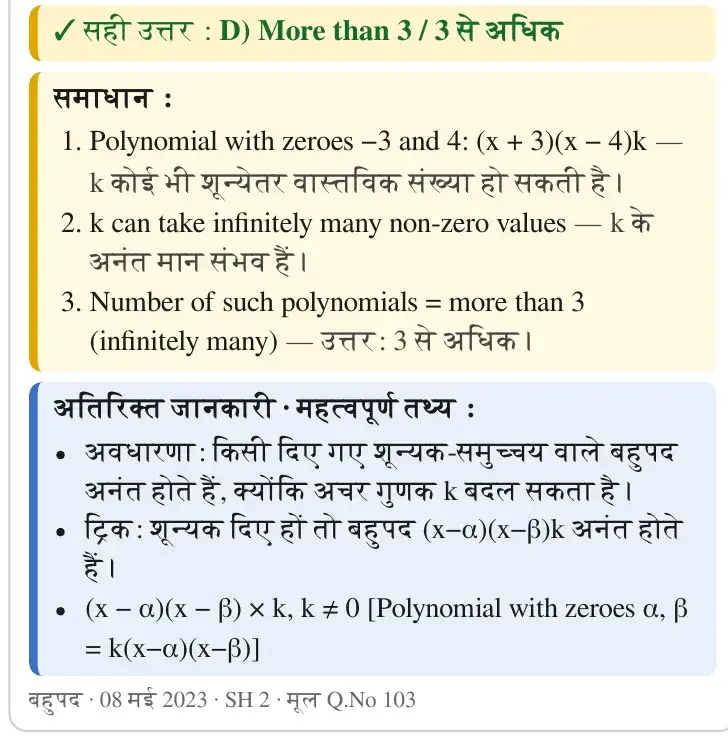 ✓ सही उत्तर : D) More than 3 / 3 से अधिक
समाधान :
1. Polynomial with zeroes −3 and 4: (x + 3)(x − 4)k —
k कोई भी शून्येतर वास्तविक संख्या हो सकती है।
2. k can take infinitely many non-zero values — k के
अनंत मान संभव हैं।
3. Number of such polynomials = more than 3
(infinitely many) — उत्तर: 3 से अधिक।
अतिरिक्त जानकारी · महत्वपूर्ण तथ्य :
• अवधारणा: किसी दिए गए शून्यक-समुच्चय वाले बहुपद
अनंत होते हैं, क्योंकि अचर गुणक k बदल सकता है।
• ट्रिक: शून्यक दिए हों तो बहुपद (x−α)(x−β)k अनंत होते
हैं।
• (x − α)(x − β) × k, k ≠ 0 [Polynomial with zeroes α, β
= k(x−α)(x−β)]
बहुपद · 08 मई 2023 · SH 2 · मूल Q.No 103